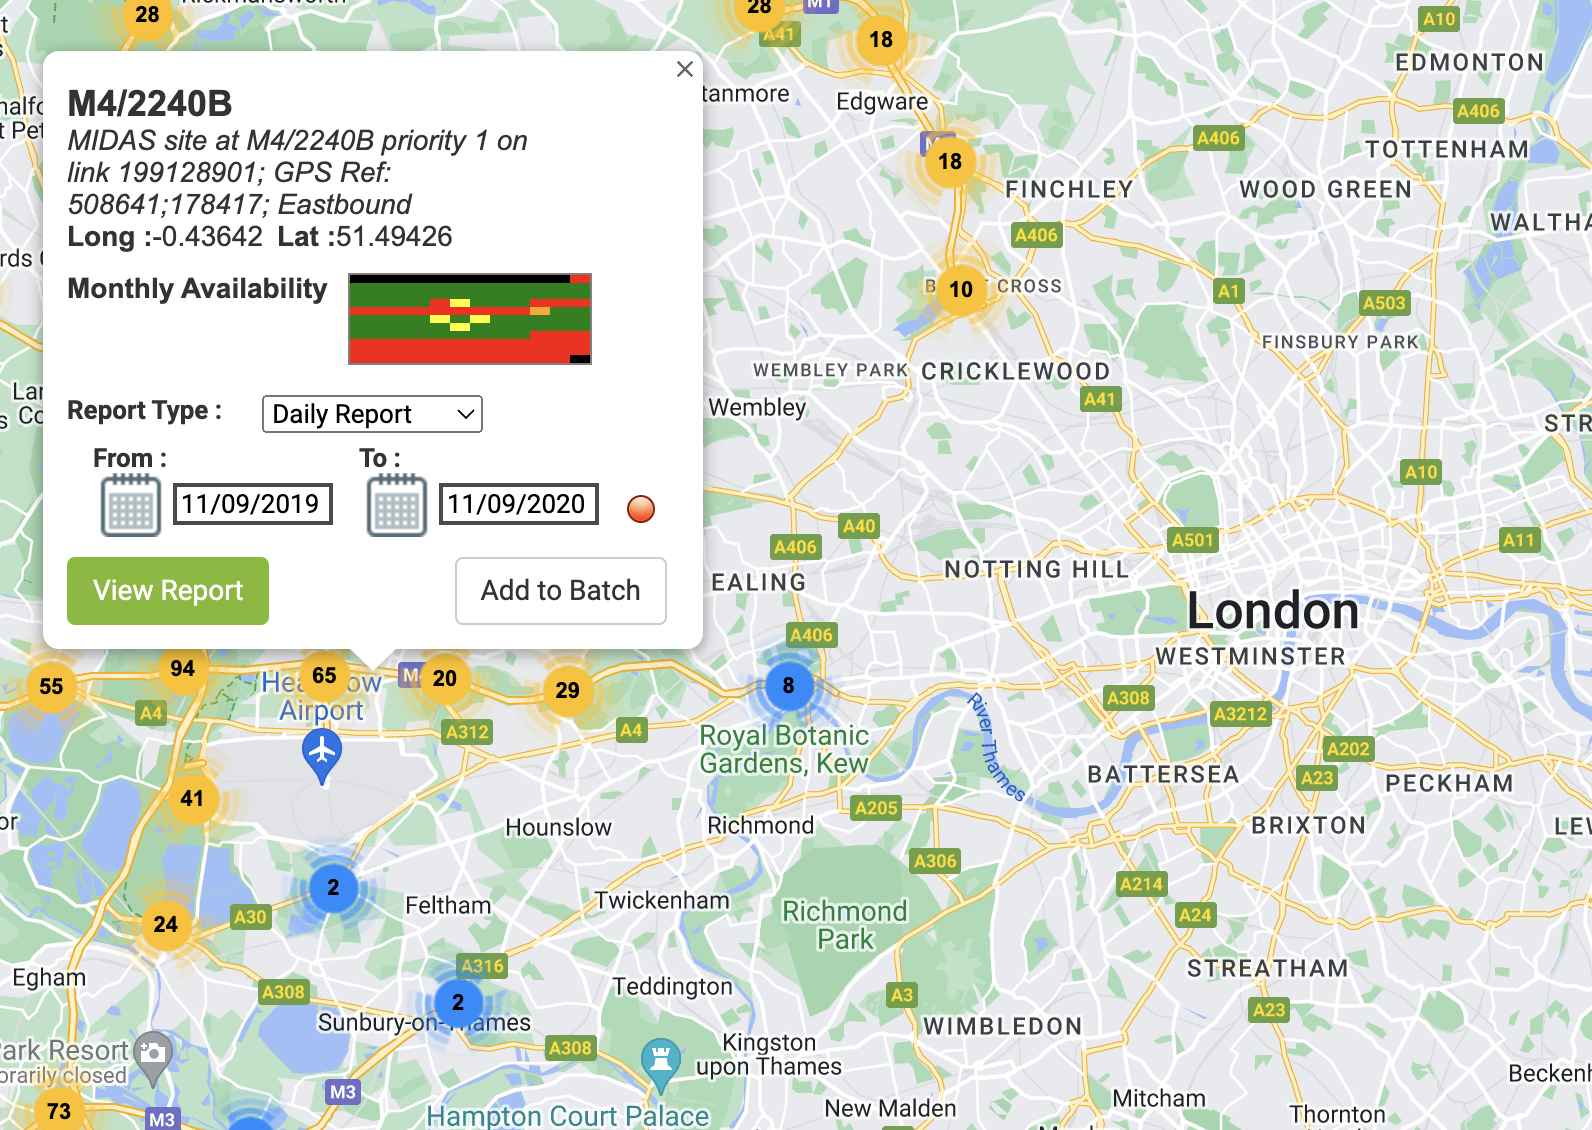 28
28
M1
A41
18
A10
EDMONTON
M4/2240B
MIDAS site at M4/2240B priority 1 on
link 199128901; GPS Ref:
508641;178417; Eastbound
Long :-0.43642 Lat :51.49426
Monthly Availability
Report Type :
Daily Report
From :
To :
11/09/2019
11/09/2020
View Report
Add to Batch
tanmore
Edgware
A406
A406
TOTTENHAM
18
FINCHLEY
WOOD GREEN
WALTHA
A406
10
CROSS
A1
A503
FINSBURY PARK
WEMBLEY PARK
CRICKLEWOOD
Wembley
A41
STR
A10
A40
A501
A11
A406
EALING
NOTTING HILL
London
A406
WESTMINSTER
55
94
65
20
29
8
Airport
A4
A312
A4
A308
A3212
River Thames
Royal Botanic
Gardens, Kew
A202
BATTERSEA
A23
PECKHAM
41
Hounslow
Richmond
A205
BRIXTON
LEW
A306
2
A214
Feltham
Twickenham
24
A30
Richmond
Park
A24
Egham
A316
STREATHAM
Teddington
A308
2
A3
A23
Sunbury-on-Thames
WIMBLEDON
A308
Kingston
upon Thames
Park Resort
orarily closed
M3
Beckenh
Mitcham
73
M3
Hampton Court Palace
New Malden
Thornton